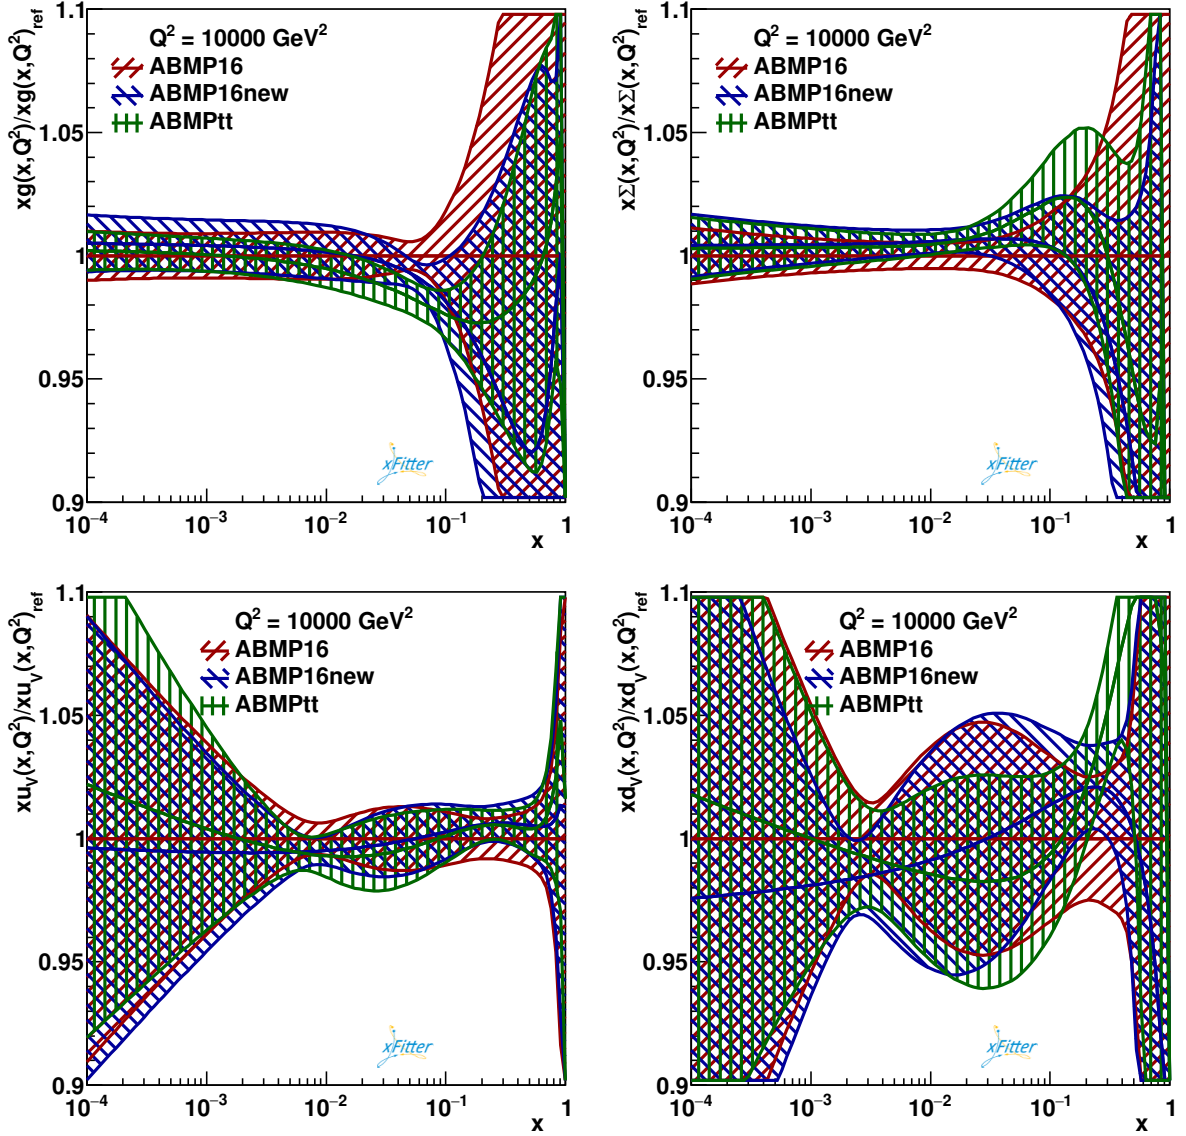 xg(x,Q²)/xg(x,Q²)ref
1.1
1.05
1
0.95
0.9
Q² = 10000 GeV²
ABMP16
ABMP16new
ABMPtt
xFitter
10⁻⁴ 10⁻³ 10⁻² 10⁻¹ 1
x
xΣ(x,Q²)/xΣ(x,Q²)ref
1.1
1.05
1
0.95
0.9
Q² = 10000 GeV²
ABMP16
ABMP16new
ABMPtt
xFitter
10⁻⁴ 10⁻³ 10⁻² 10⁻¹ 1
x
xuV(x,Q²)/xuV(x,Q²)ref
1.1
1.05
1
0.95
0.9
Q² = 10000 GeV²
ABMP16
ABMP16new
ABMPtt
xFitter
10⁻⁴ 10⁻³ 10⁻² 10⁻¹ 1
x
xdV(x,Q²)/xdV(x,Q²)ref
1.1
1.05
1
0.95
0.9
Q² = 10000 GeV²
ABMP16
ABMP16new
ABMPtt
xFitter
10⁻⁴ 10⁻³ 10⁻² 10⁻¹ 1
x